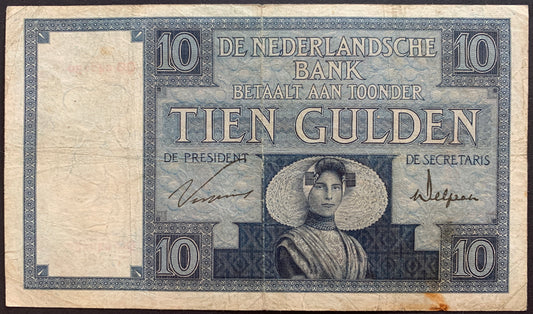 10 DE NEDERLANDSCHE 10
BANK
BETAALT AAN TOONDER
TIEN GULDEN
DE PRESIDENT DE SECRETARIS
10 10